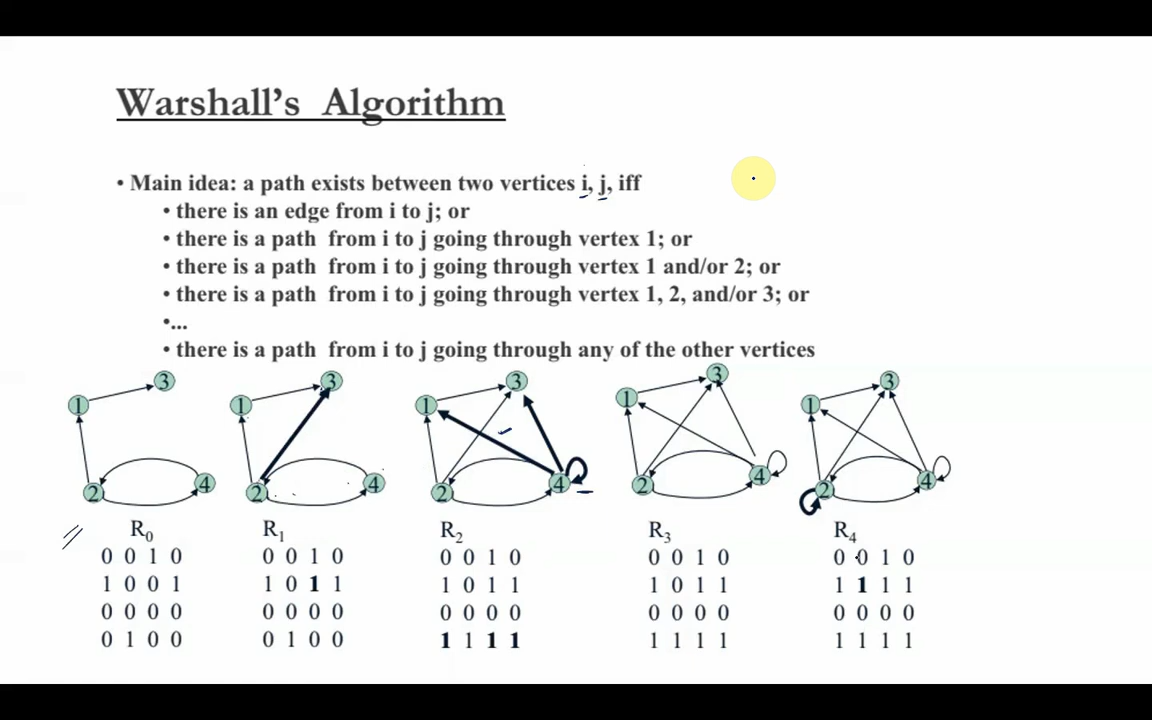 Warshall's Algorithm
• Main idea: a path exists between two vertices i, j, iff
• there is an edge from i to j; or
• there is a path from i to j going through vertex 1; or
• there is a path from i to j going through vertex 1 and/or 2; or
• there is a path from i to j going through vertex 1, 2, and/or 3; or
•...
• there is a path from i to j going through any of the other vertices
3 3 3 3 3
1 1 1 1 1
2 4 2 4 2 4 2 4 2 4
R0 R1 R2 R3 R4
0 0 1 0 0 0 1 0 0 0 1 0 0 0 1 0 0 0 1 0
1 0 0 1 1 0 1 1 1 0 1 1 1 0 1 1 1 1 1 1
0 0 0 0 0 0 0 0 0 0 0 0 0 0 0 0 0 0 0 0
0 1 0 0 0 1 0 0 1 1 1 1 1 1 1 1 1 1 1 1